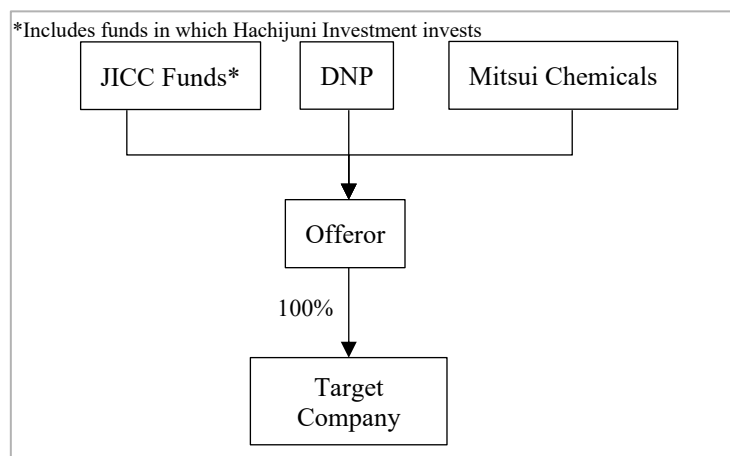 *Includes funds in which Hachijuni Investment invests
JICC Funds*
DNP
Mitsui Chemicals
Offeror
100%
Target
Company